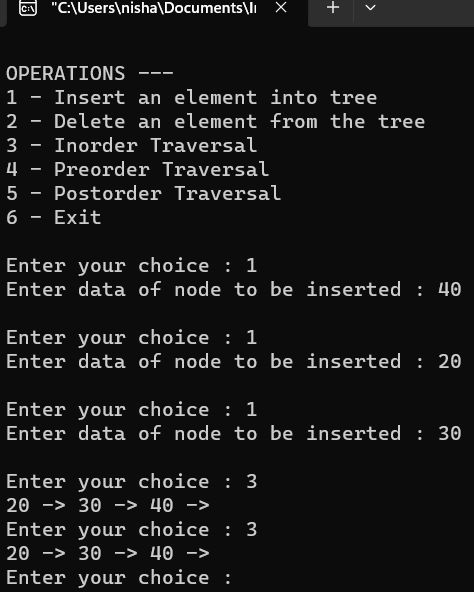 "C:\Users\nisha\Documents\I
OPERATIONS ---
1 - Insert an element into tree
2 - Delete an element from the tree
3 - Inorder Traversal
4 - Preorder Traversal
5 - Postorder Traversal
6 - Exit
Enter your choice : 1
Enter data of node to be inserted : 40
Enter your choice : 1
Enter data of node to be inserted : 20
Enter your choice : 1
Enter data of node to be inserted : 30
Enter your choice : 3
20 -> 30 -> 40 ->
Enter your choice : 3
20 -> 30 -> 40 ->
Enter your choice :